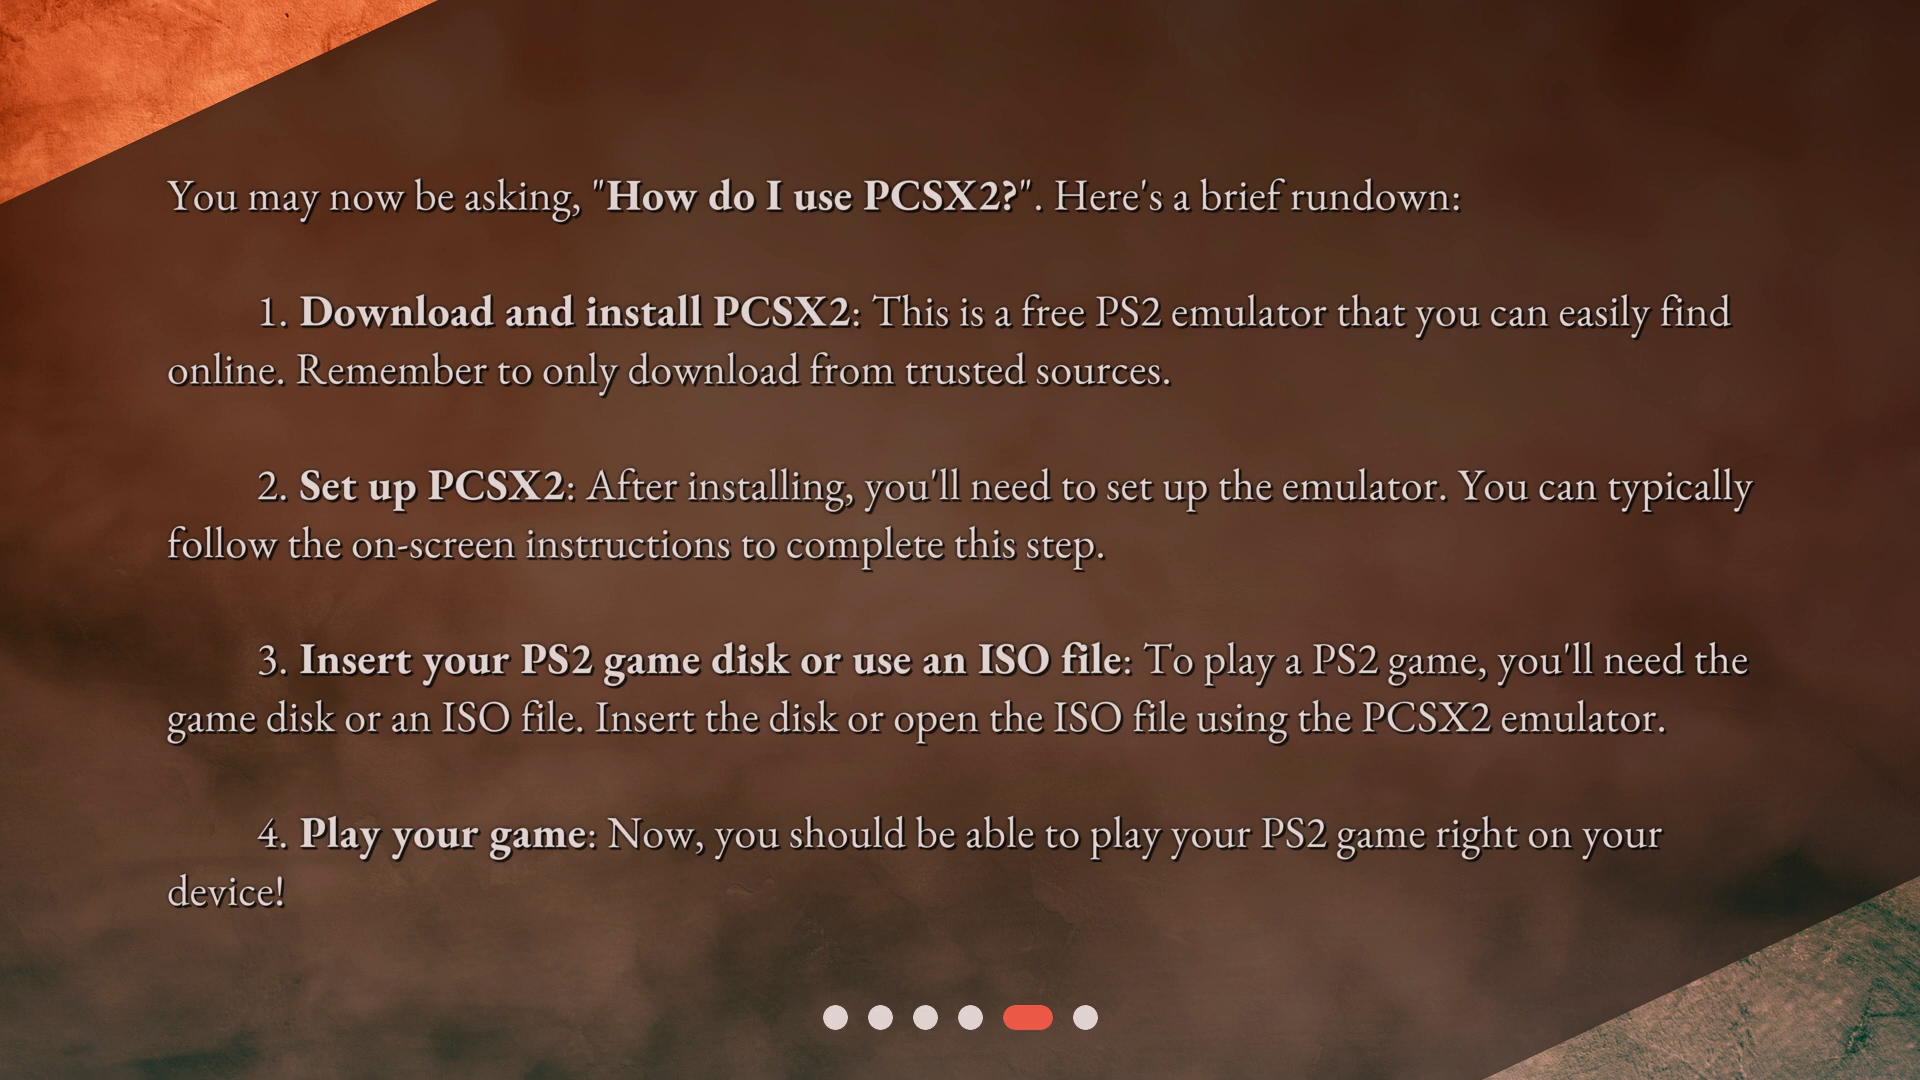 You may now be asking, "How do I use PCSX2?". Here's a brief rundown:
1. Download and install PCSX2: This is a free PS2 emulator that you can easily find
online. Remember to only download from trusted sources.
2. Set up PCSX2: After installing, you'll need to set up the emulator. You can typically
follow the on-screen instructions to complete this step.
3. Insert your PS2 game disk or use an ISO file: To play a PS2 game, you'll need the
game disk or an ISO file. Insert the disk or open the ISO file using the PCSX2 emulator.
4. Play your game: Now, you should be able to play your PS2 game right on your
device!